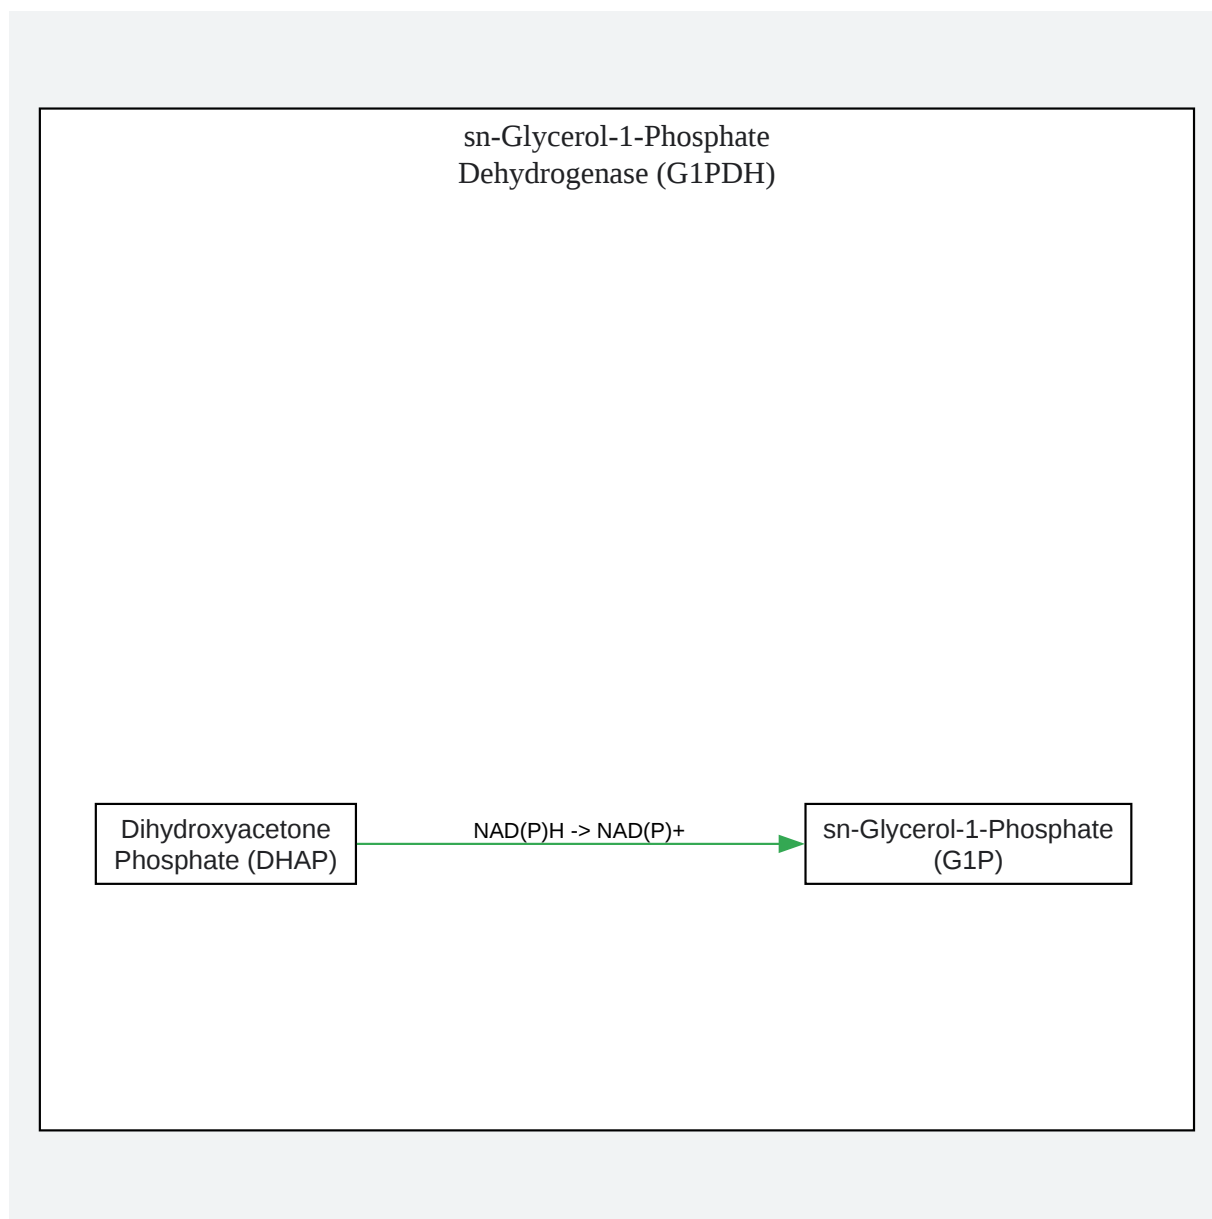 sn-Glycerol-1-Phosphate
Dehydrogenase (G1PDH)
Dihydroxyacetone
Phosphate (DHAP)
NAD(P)H -> NAD(P)+
sn-Glycerol-1-Phosphate
(G1P)